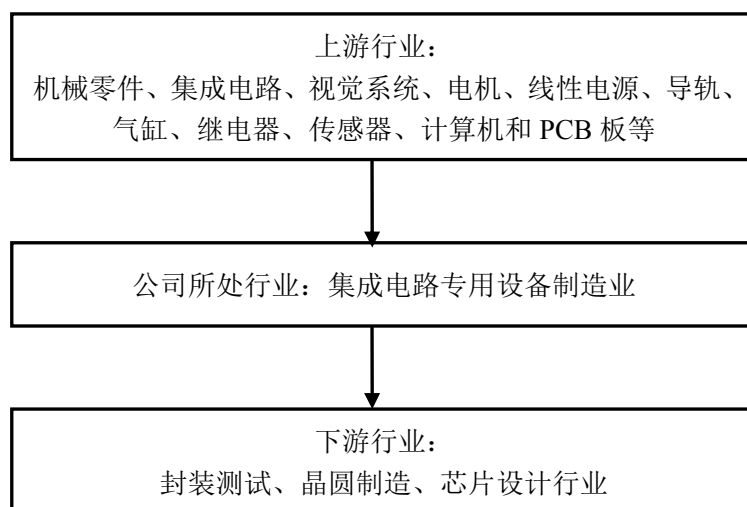 上游行业：
机械零件、集成电路、视觉系统、电机、线性电源、导轨、
气缸、继电器、传感器、计算机和 PCB 板等
公司所处行业：集成电路专用设备制造业
下游行业：
封装测试、晶圆制造、芯片设计行业